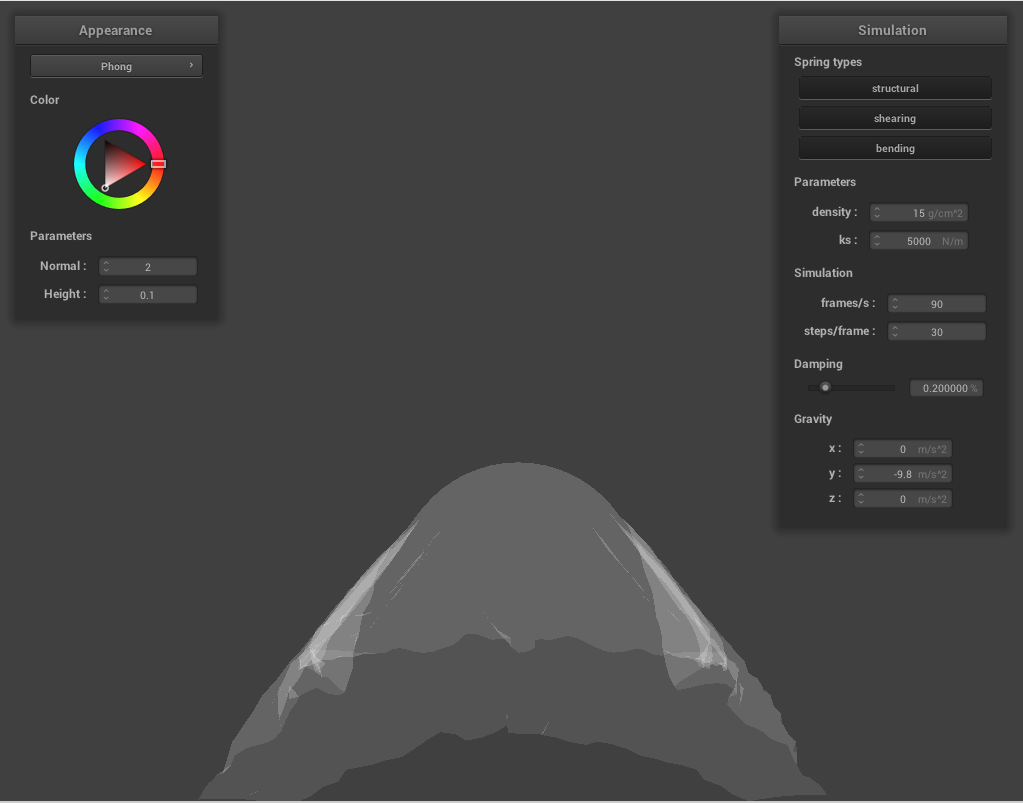 Appearance
Phong
Color
Parameters
Normal : 2
Height : 0.1
Simulation
Spring types
structural
shearing
bending
Parameters
density : 15 g/cm^2
ks : 5000 N/m
Simulation
frames/s : 90
steps/frame : 30
Damping
0.200000 %
Gravity
x : 0 m/s^2
y : -9.8 m/s^2
z : 0 m/s^2